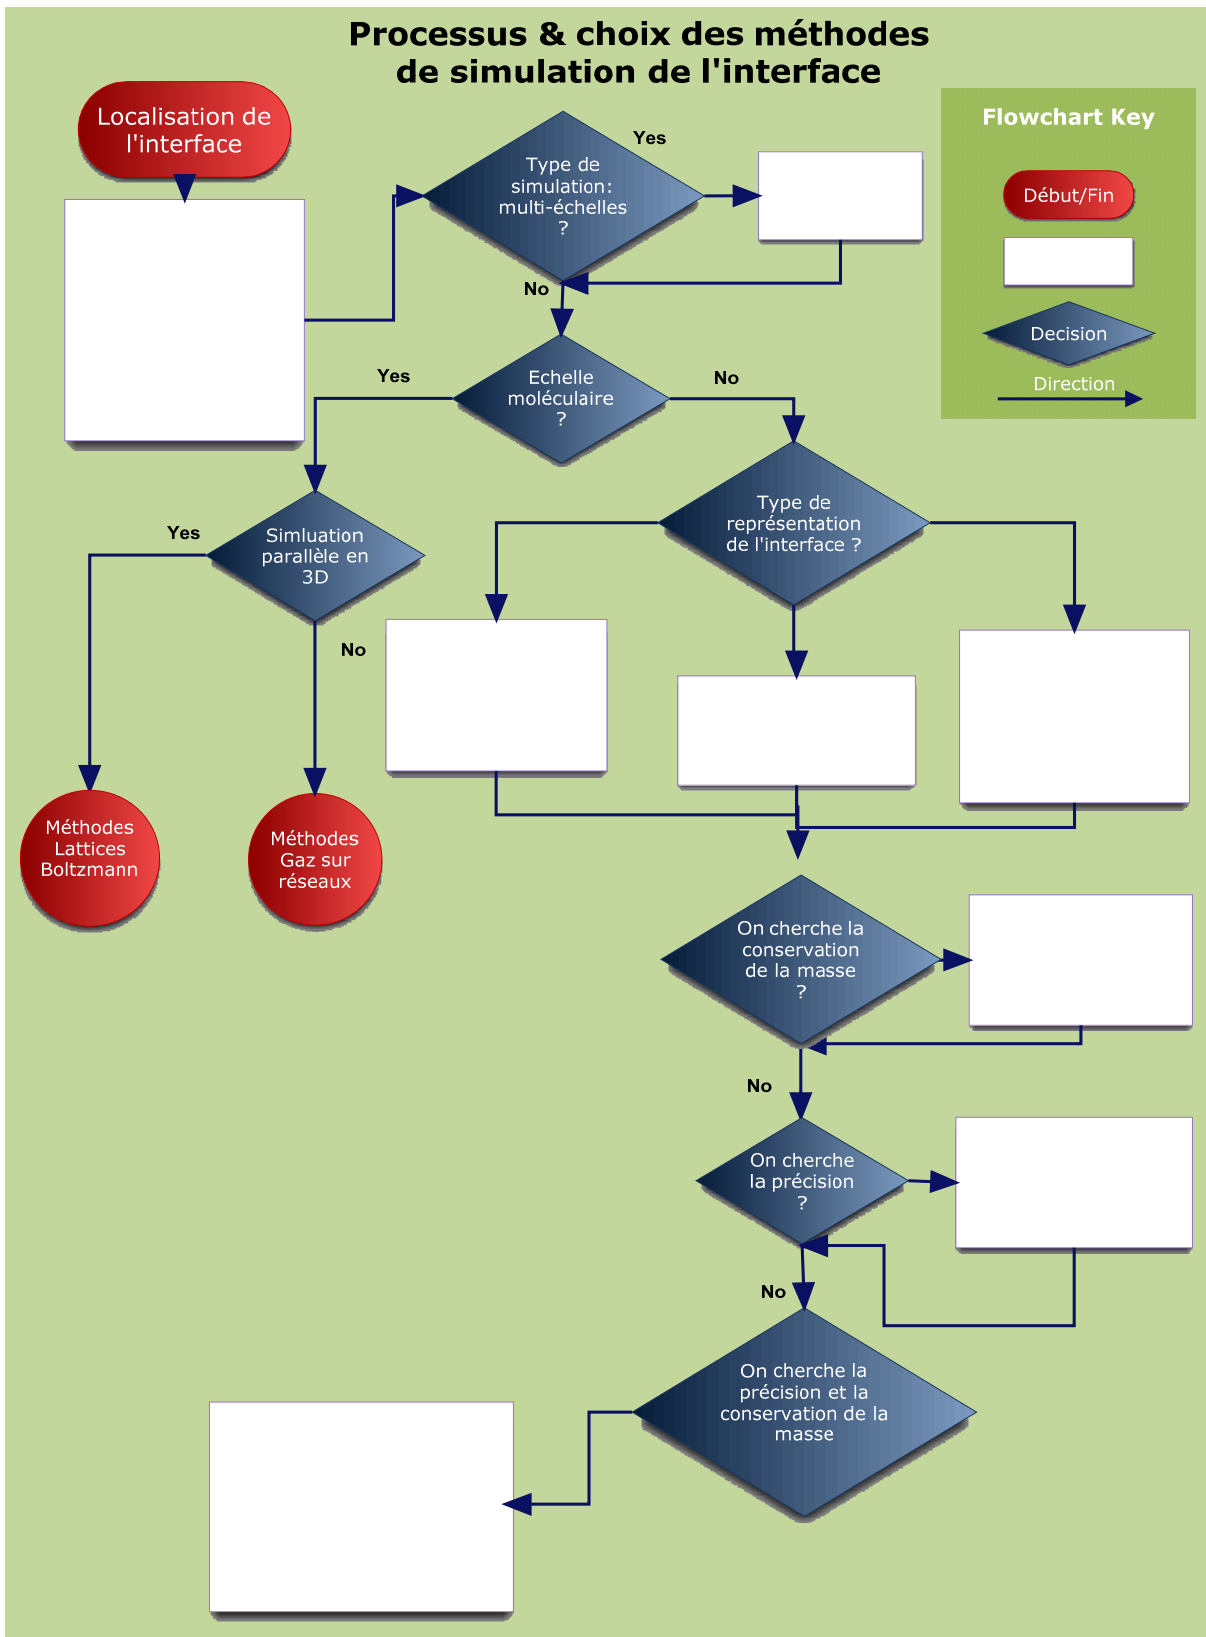 Processus & choix des méthodes
de simulation de l'interface
Localisation de
l'interface
Flowchart Key
Début/Fin
Decision
Direction
Type de
simulation:
multi-échelles
?
Yes
No
Echelle
moléculaire
?
Yes
No
Type de
représentation
de l'interface ?
Simluation
parallèle en
3D
Yes
No
Méthodes
Lattices
Boltzmann
Méthodes
Gaz sur
réseaux
On cherche la
conservation
de la masse
?
No
On cherche
la précision
?
No
On cherche la
précision et la
conservation de la
masse